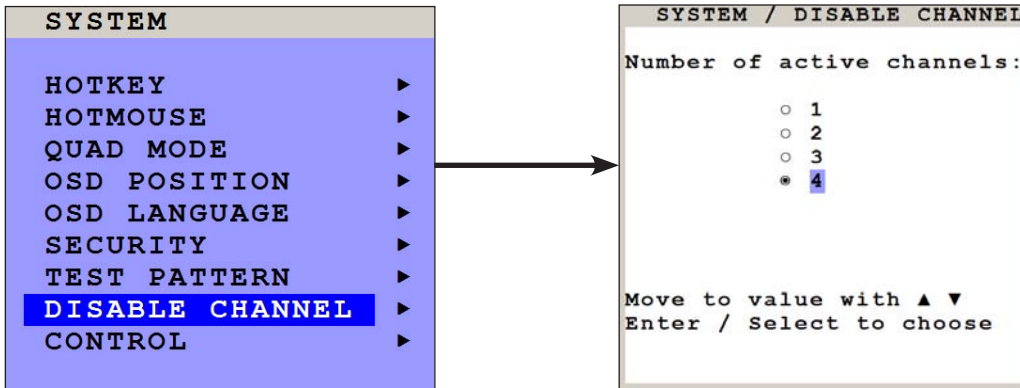 SYSTEM
HOTKEY ►
HOTMOUSE ►
QUAD MODE ►
OSD POSITION ►
OSD LANGUAGE ►
SECURITY ►
TEST PATTERN ►
DISABLE CHANNEL ►
CONTROL ►
SYSTEM / DISABLE CHANNEL
Number of active channels:
1
2
3
4
Move to value with ▲ ▼
Enter / Select to choose